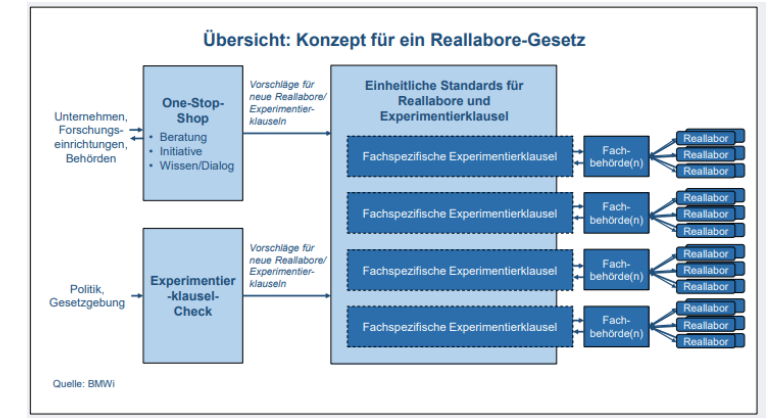 Übersicht: Konzept für ein Reallabore-Gesetz
Unternehmen,
Forschungs-
einrichtungen,
Behörden
One-Stop-
Shop
• Beratung
• Initiative
• Wissen/Dialog
Vorschläge für
neue Reallabore/
Experimentier-
klauseln
Politik,
Gesetzgebung
Experimentier
-klausel-
Check
Vorschläge für
neue Reallabore/
Experimentier-
klauseln
Einheitliche Standards für
Reallabore und
Experimentierklausel
Fachspezifische Experimentierklausel
Fach-
behörde(n)
Reallabor
Reallabor
Reallabor
Fachspezifische Experimentierklausel
Fach-
behörde(n)
Reallabor
Reallabor
Reallabor
Fachspezifische Experimentierklausel
Fach-
behörde(n)
Reallabor
Reallabor
Reallabor
Fachspezifische Experimentierklausel
Fach-
behörde(n)
Reallabor
Reallabor
Reallabor
Quelle: BMWi